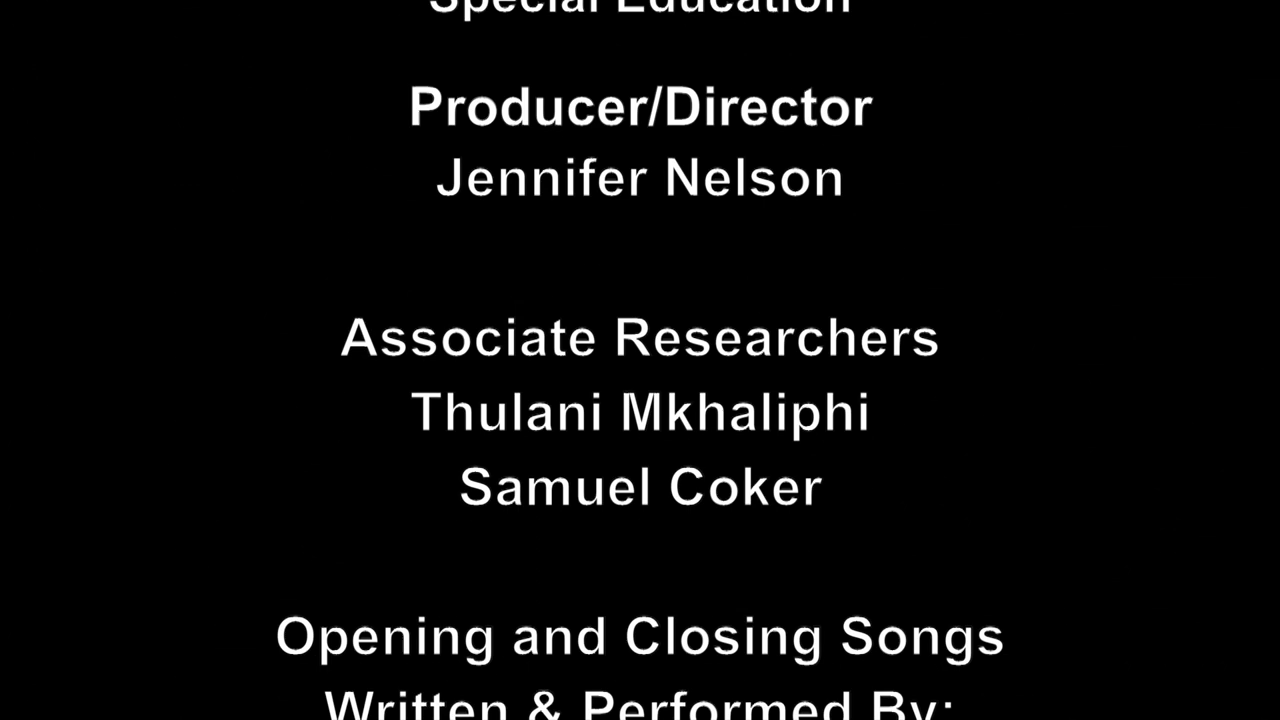 Special Education
Producer/Director
Jennifer Nelson
Associate Researchers
Thulani Mkhaliphi
Samuel Coker
Opening and Closing Songs
Written & Performed By: